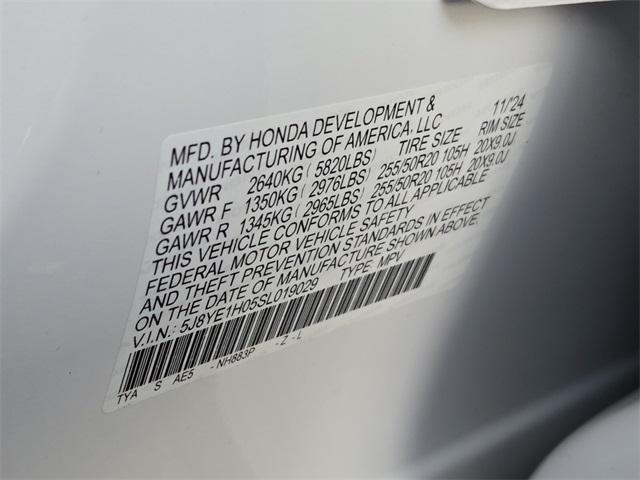 MFD. BY HONDA DEVELOPMENT & 11/24
MANUFACTURING OF AMERICA, LLC
GVWR 2640KG ( 5820LBS) TIRE SIZE RIM SIZE
GAWR F 1350KG ( 2976LBS) 255/50R20 105H 20X9.0J
GAWR R 1345KG ( 2965LBS) 255/50R20 105H 20X9.0J
THIS VEHICLE CONFORMS TO ALL APPLICABLE
FEDERAL MOTOR VEHICLE SAFETY
AND THEFT PREVENTION STANDARDS IN EFFECT
ON THE DATE OF MANUFACTURE SHOWN ABOVE.
V.I.N.: 5J8YE1H05SL019029 TYPE: MPV
TYA S AE5 - NH883P - Z - L